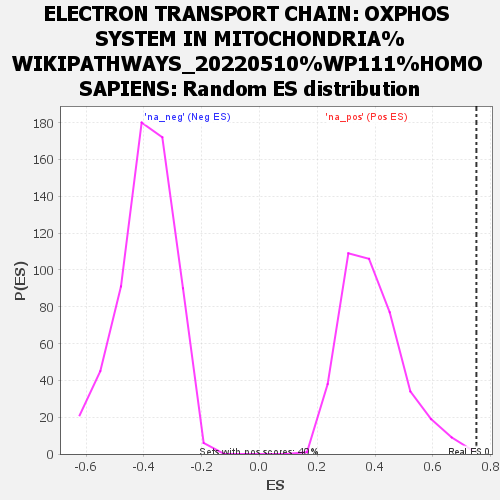 ELECTRON TRANSPORT CHAIN: OXPHOS
SYSTEM IN MITOCHONDRIA%
WIKIPATHWAYS_20220510%WP111%HOMO
SAPIENS: Random ES distribution
'na_neg' (Neg ES) 'na_pos' (Pos ES)
180
160
140
120
100
80
60
40
20
0
P(ES)
Sets with pos scores: 40% Real ES 0
-0.6 -0.4 -0.2 0.0 0.2 0.4 0.6 0.8
ES